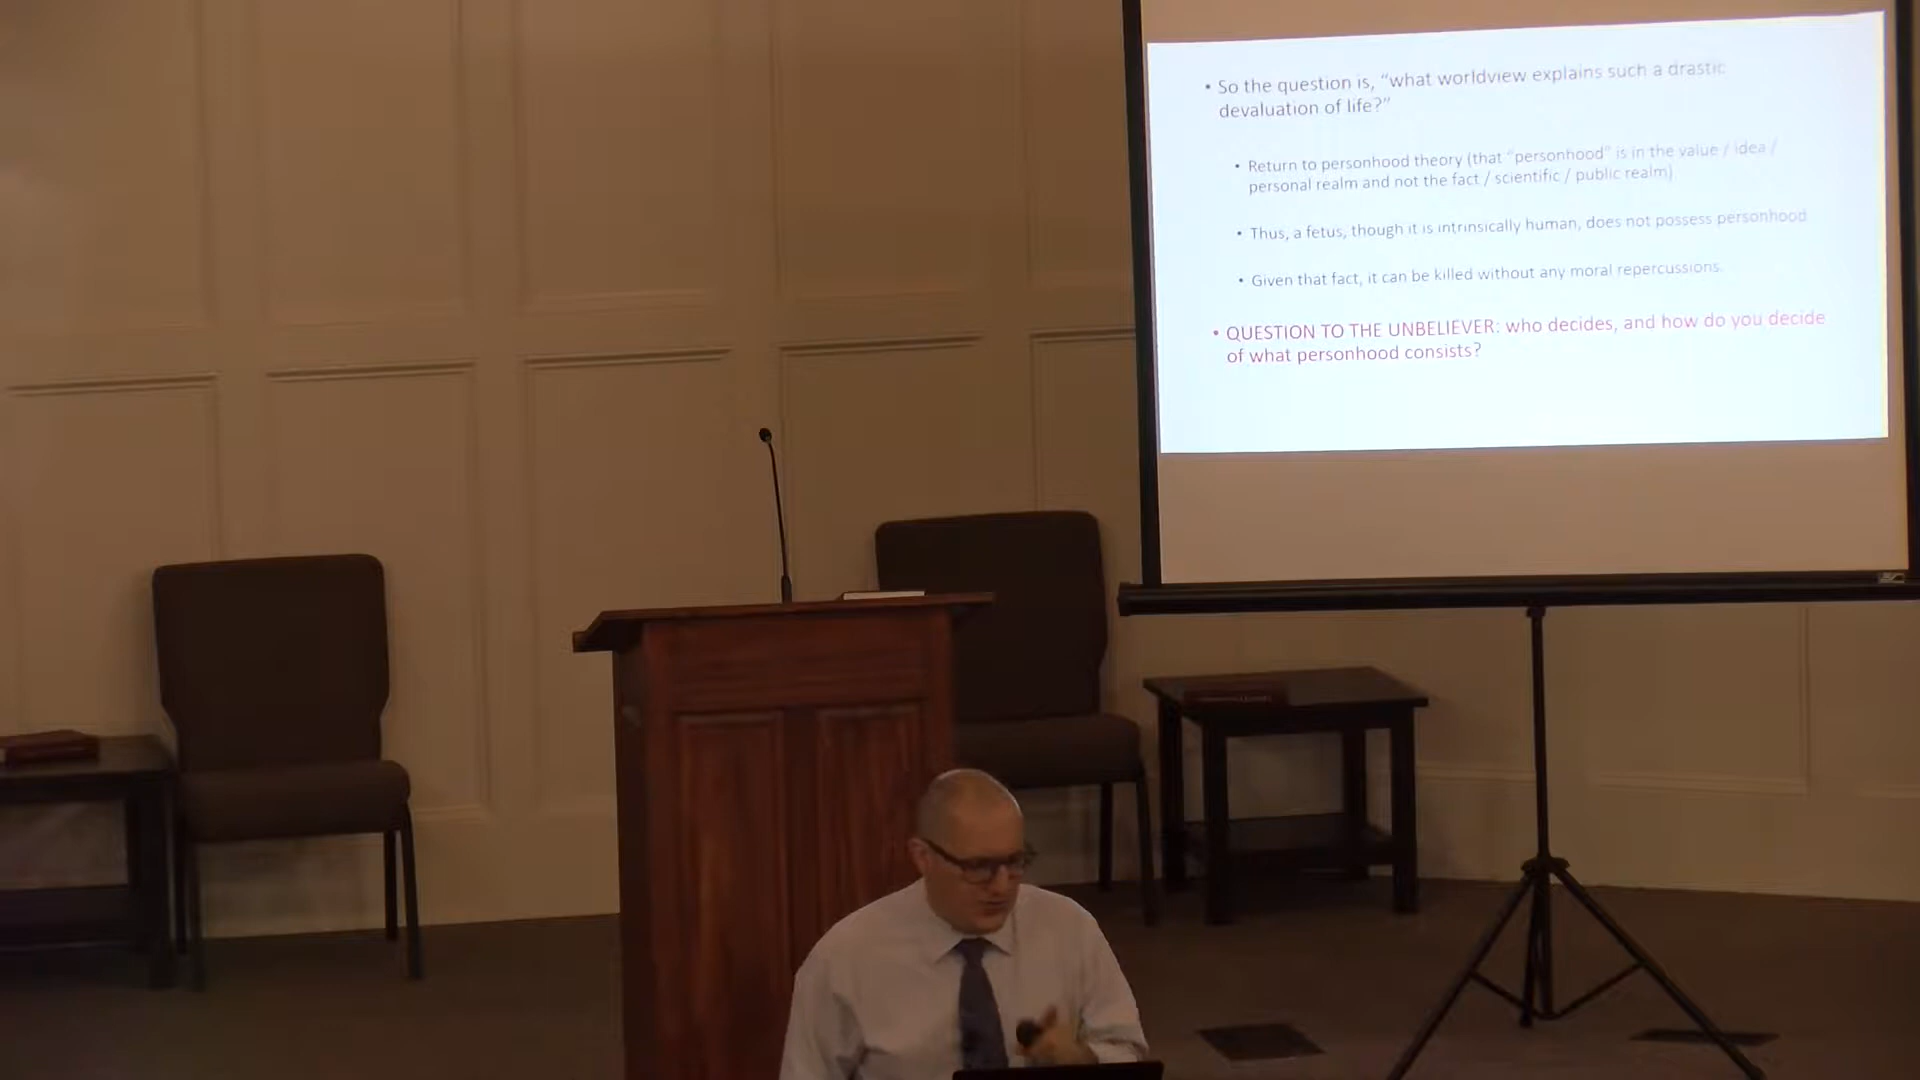 • So the question is, “what worldview explains such a drastic
devaluation of life?”
• Return to personhood theory (that “personhood” is in the value / idea /
personal realm and not the fact / scientific / public realm)
• Thus, a fetus, though it is intrinsically human, does not possess personhood
• Given that fact, it can be killed without any moral repercussions.
• QUESTION TO THE UNBELIEVER: who decides, and how do you decide
of what personhood consists?